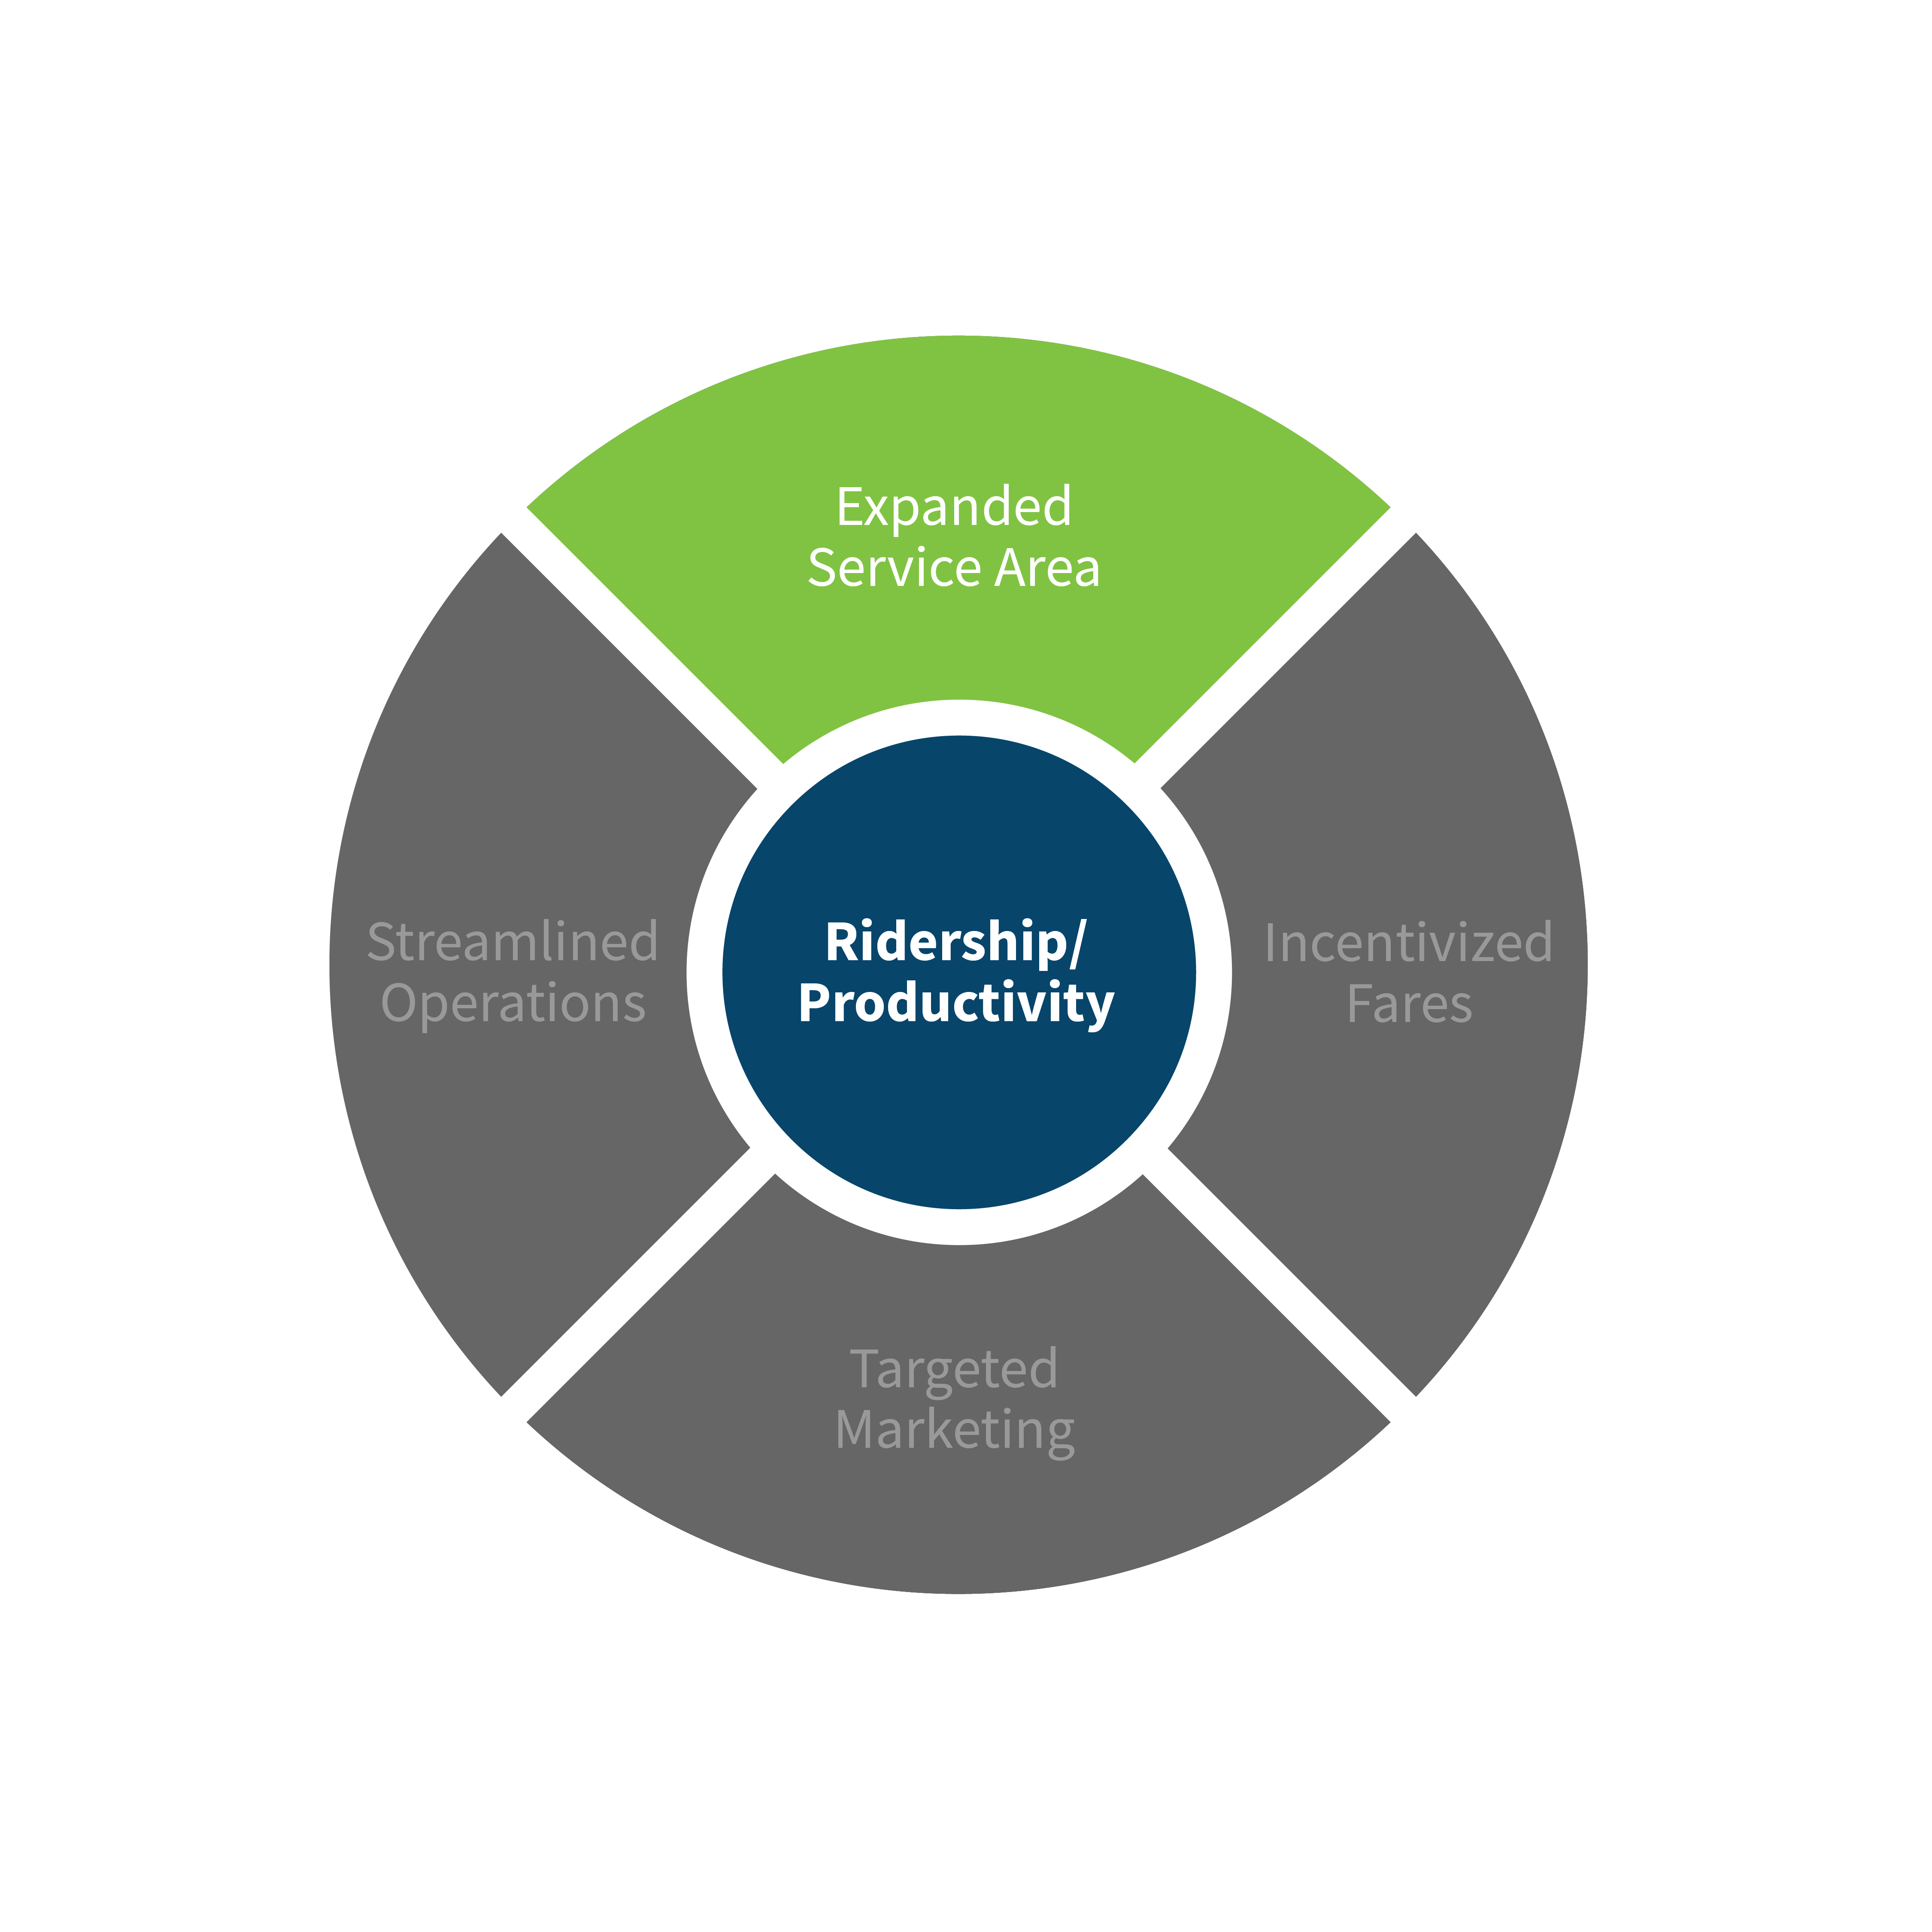 Expanded
Service Area
Streamlined
Operations
Ridership/
Productivity
Incentivized
Fares
Targeted
Marketing